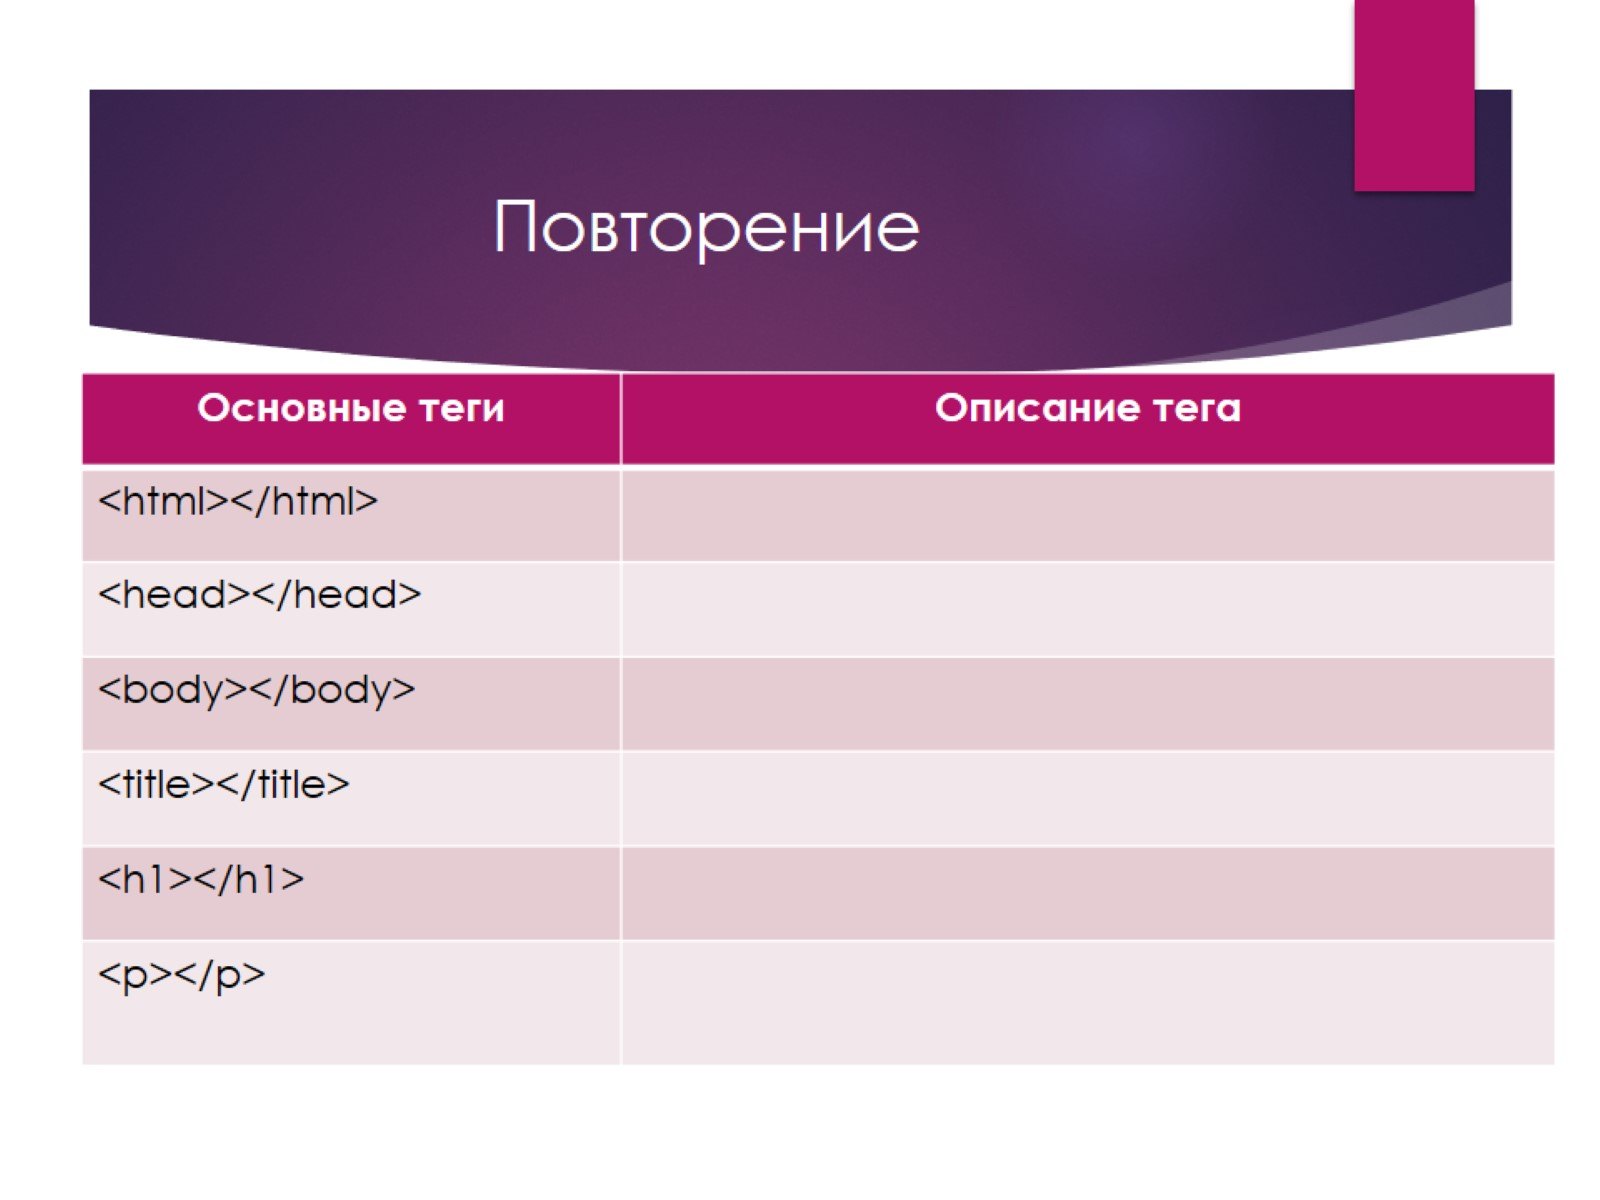 Повторение
Основные теги
Описание тега
<html></html>
<head></head>
<body></body>
<title></title>
<h1></h1>
<p></p>